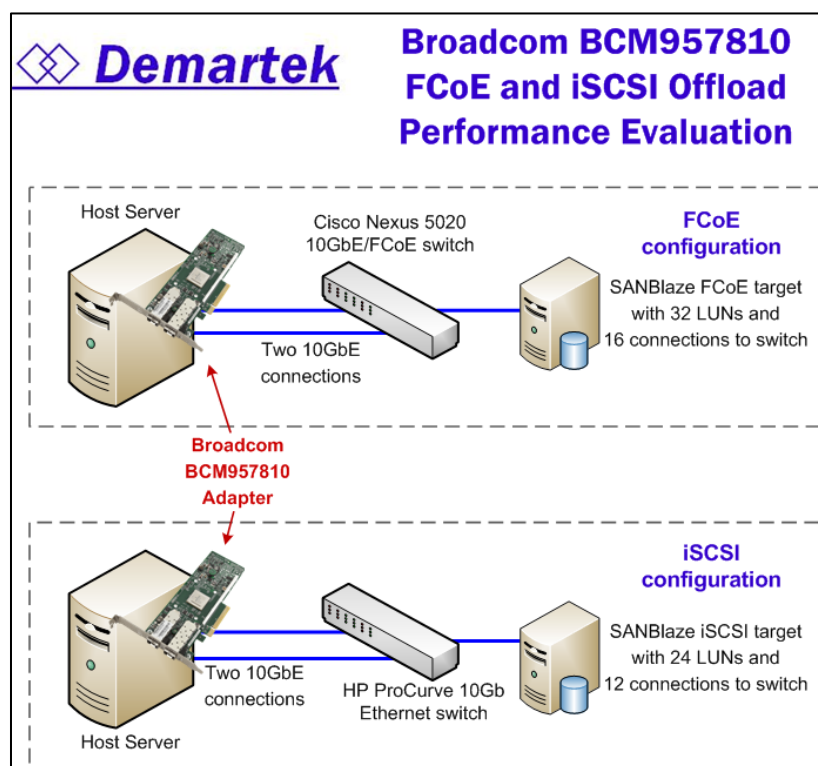 Demartek
Broadcom BCM957810
FCoE and iSCSI Offload
Performance Evaluation
Host Server
Cisco Nexus 5020
10GbE/FCoE switch
FCoE
configuration
SANBlaze FCoE target
with 32 LUNs and
16 connections to switch
Two 10GbE
connections
Broadcom
BCM957810
Adapter
iSCSI
configuration
SANBlaze iSCSI target
with 24 LUNs and
12 connections to switch
Two 10GbE
connections
HP ProCurve 10Gb
Ethernet switch
Host Server